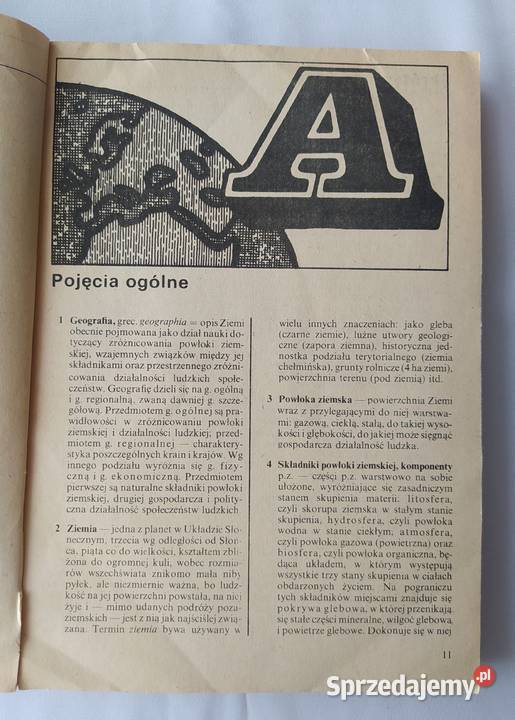 A
Pojęcia ogólne
1 Geografia, grec. geographia = opis Ziemi
obecnie pojmowana jako dział nauki do-
tyczący zróżnicowania powłoki ziem-
skiej, wzajemnych związków między jej
składnikami oraz przestrzennego zróżni-
cowania działalności ludzkich społe-
czeństw. Geografię dzieli się na g. ogólną
i g. regionalną, zwaną dawniej g. szcze-
gółową. Przedmiotem g. ogólnej są pra-
widłowości w zróżnicowaniu powłoki
ziemskiej i działalności ludzkiej; przed-
miotem g. regionalnej — charakterys-
tyka poszczególnych krain i krajów. Wg
innego podziału wyróżnia się g. fizy-
czną i g. ekonomiczną. Przedmiotem
pierwszej są naturalne składniki powłoki
ziemskiej, drugiej gospodarcza i polity-
czna działalność społeczeństw ludzkich.
2 Ziemia — jedna z planet w Układzie Sło-
necznym, trzecia wg odległości od Słoń-
ca, piąta co do wielkości, kształtem zbli-
żona do ogromnej kuli, wobec rozmia-
rów wszechświata znikomo mała niby
pyłek, ale niezmiernie ważna, bo ludz-
kość na jej powierzchni powstała, na niej
żyje i — mimo udanych podróży poza-
ziemskich — jest z nią jak najściślej zwią-
zana. Termin ziemia bywa używany w
wielu innych znaczeniach: jako gleba
(czarne ziemie), luźne utwory geologi-
czne (zapora ziemna), historyczna jed-
nostka podziału terytorialnego (ziemia
chełmińska), grunty rolnicze (4 ha ziemi),
powierzchnia terenu (pod ziemią) itd.
3 Powłoka ziemska — powierzchnia Ziemi
wraz z przylegającymi do niej warstwa-
mi: gazową, ciekłą, stałą, do takiej wyso-
kości i głębokości, do jakiej może sięgnąć
gospodarcza działalność ludzka.
4 Składniki powłoki ziemskiej, komponenty
p.z. — części p.z. warstwowo na sobie
ułożone, wyróżniające się zasadniczym
stanem skupienia materii: litosfera,
czyli skorupa ziemska w stałym stanie
skupienia, hydrosfera, czyli powłoka
wodna w stanie ciekłym, atmosfera,
czyli powłoka gazowa (powietrzna) oraz
biosfera, czyli powłoka organiczna, bę-
dąca układem, w którym występują
wszystkie trzy stany skupienia w ciałach
obdarzonych życiem. Na pograniczu
tych składników miejscami znajduje się
pokrywa glebowa, w której przenikają
się stałe części mineralne, wilgoć glebowa
i powietrze glebowe. Dokonuje się w niej
11
Sprzedajemy.pl